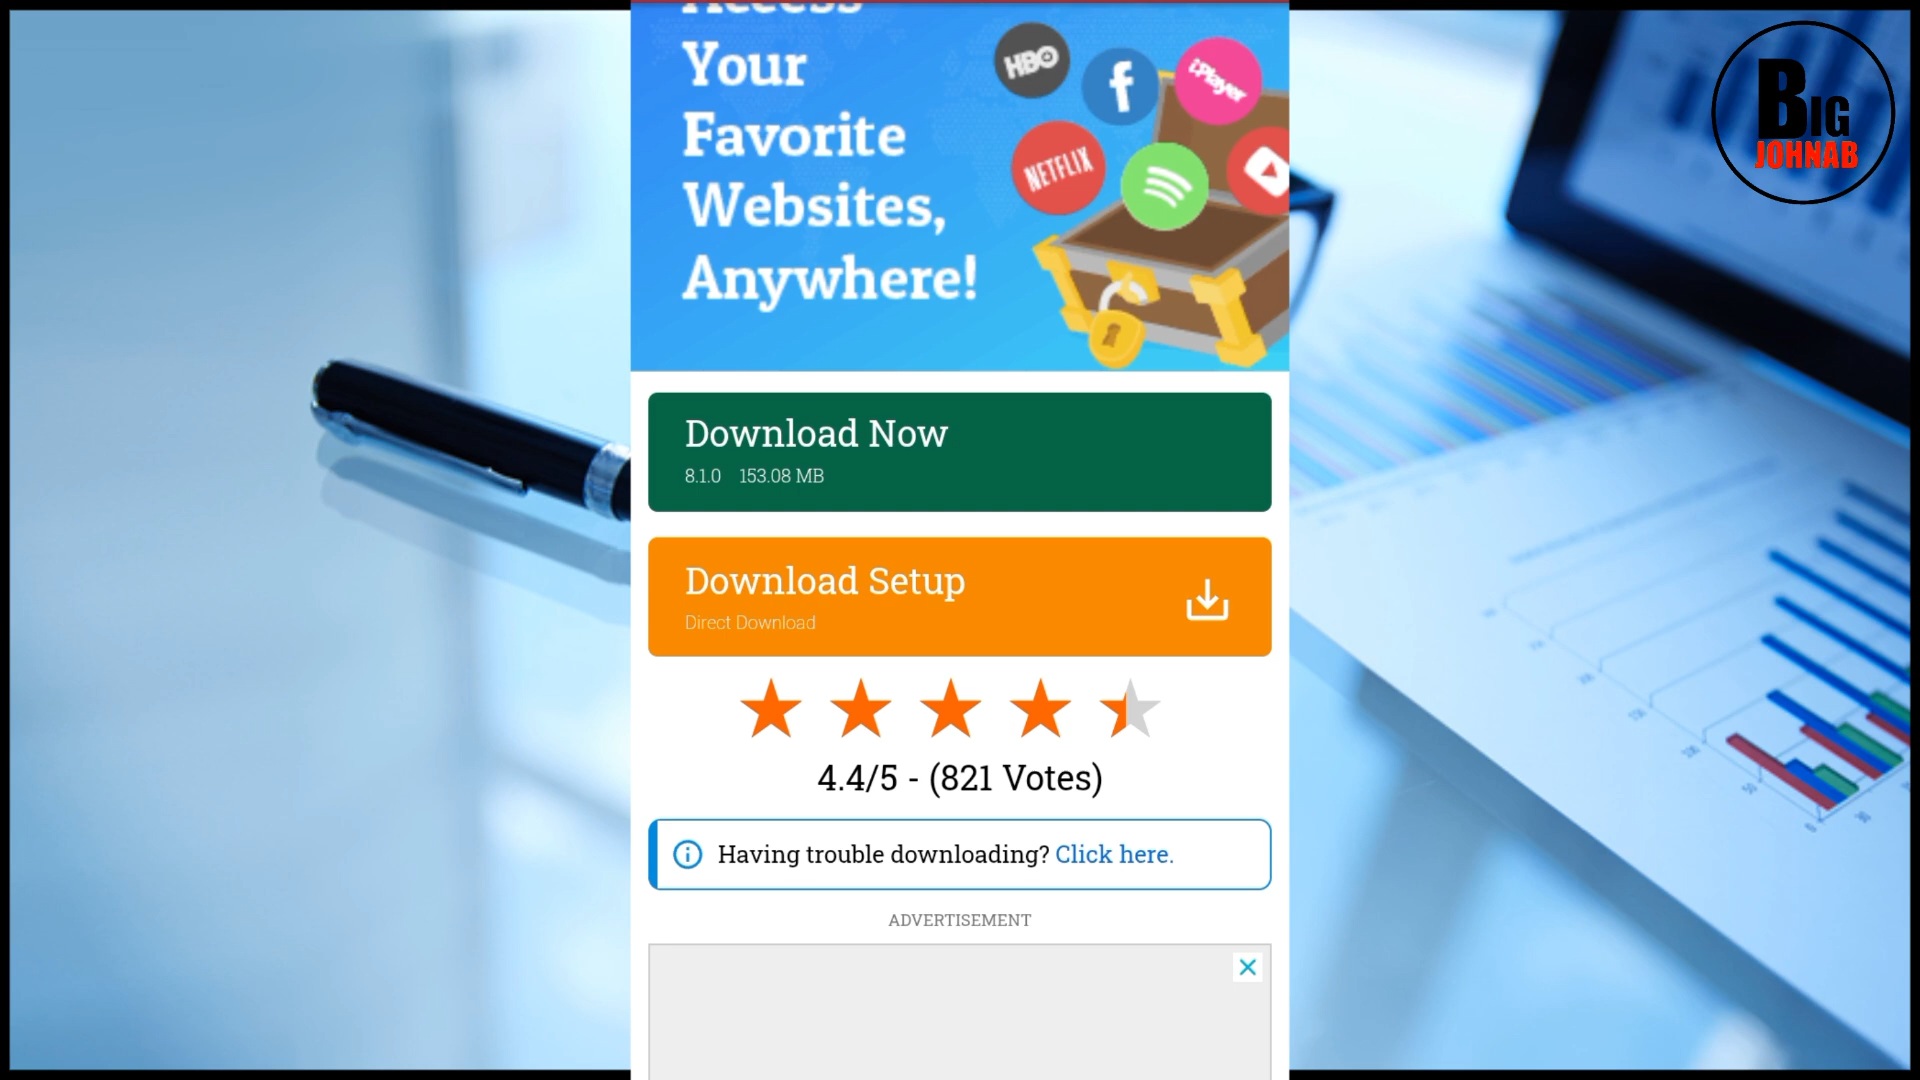 Access
Your
Favorite
Websites,
Anywhere!
HBO
iPlayer
NETFLIX
BIG
JOHNAB
Download Now
8.1.0 153.08 MB
Download Setup
Direct Download
4.4/5 - (821 Votes)
Having trouble downloading? Click here.
ADVERTISEMENT